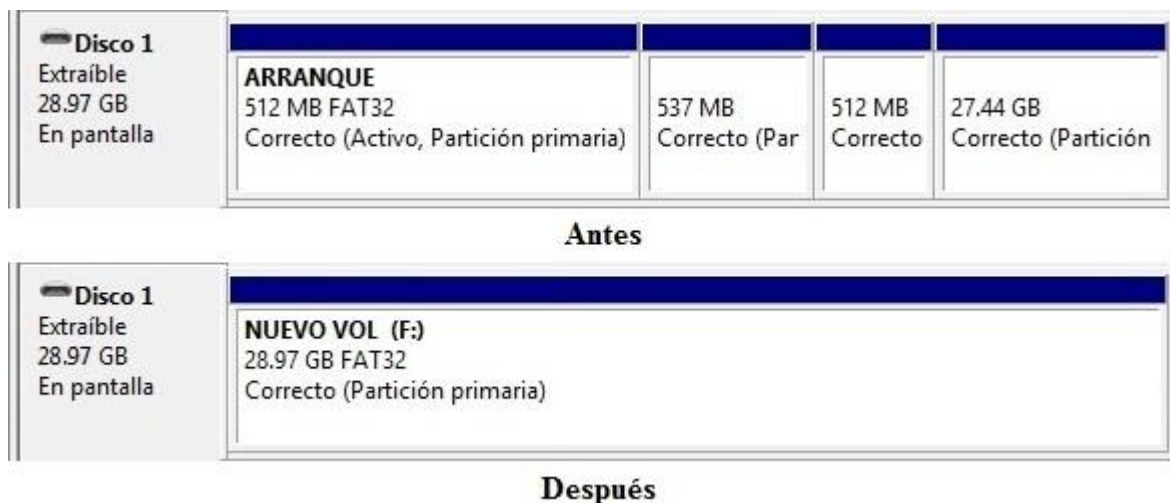 Disco 1
Extraíble
28.97 GB
En pantalla
ARRANQUE
512 MB FAT32
Correcto (Activo, Partición primaria)
537 MB
Correcto (Par
512 MB
Correcto
27.44 GB
Correcto (Partición
Antes
Disco 1
Extraíble
28.97 GB
En pantalla
NUEVO VOL (F:)
28.97 GB FAT32
Correcto (Partición primaria)
Después